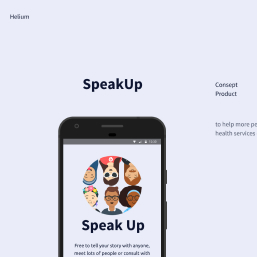 Helium
SpeakUp
Consept
Product
to help more pe
health services
Speak Up
Free to tell your story with anyone,
meet lots of people or consult with